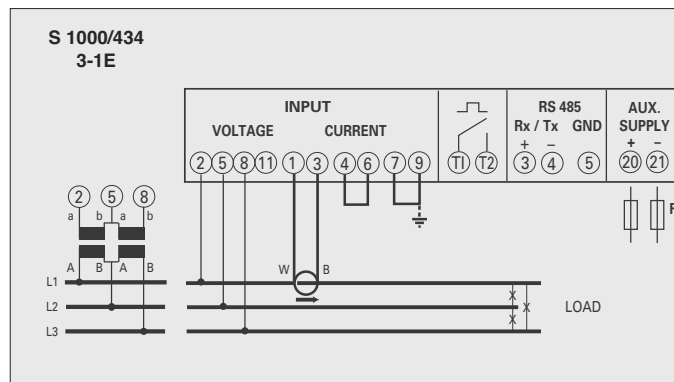 S 1000/434
3-1E
INPUT
VOLTAGE CURRENT
RS 485
Rx / Tx GND
+ −
AUX.
SUPPLY
+ −
2 5 8 11 1 3 4 6 7 9 T1 T2 3 4 5 20 21
2 5 8
a b a b
F
A B A B
W B
L1
L2
L3
X
X X
LOAD